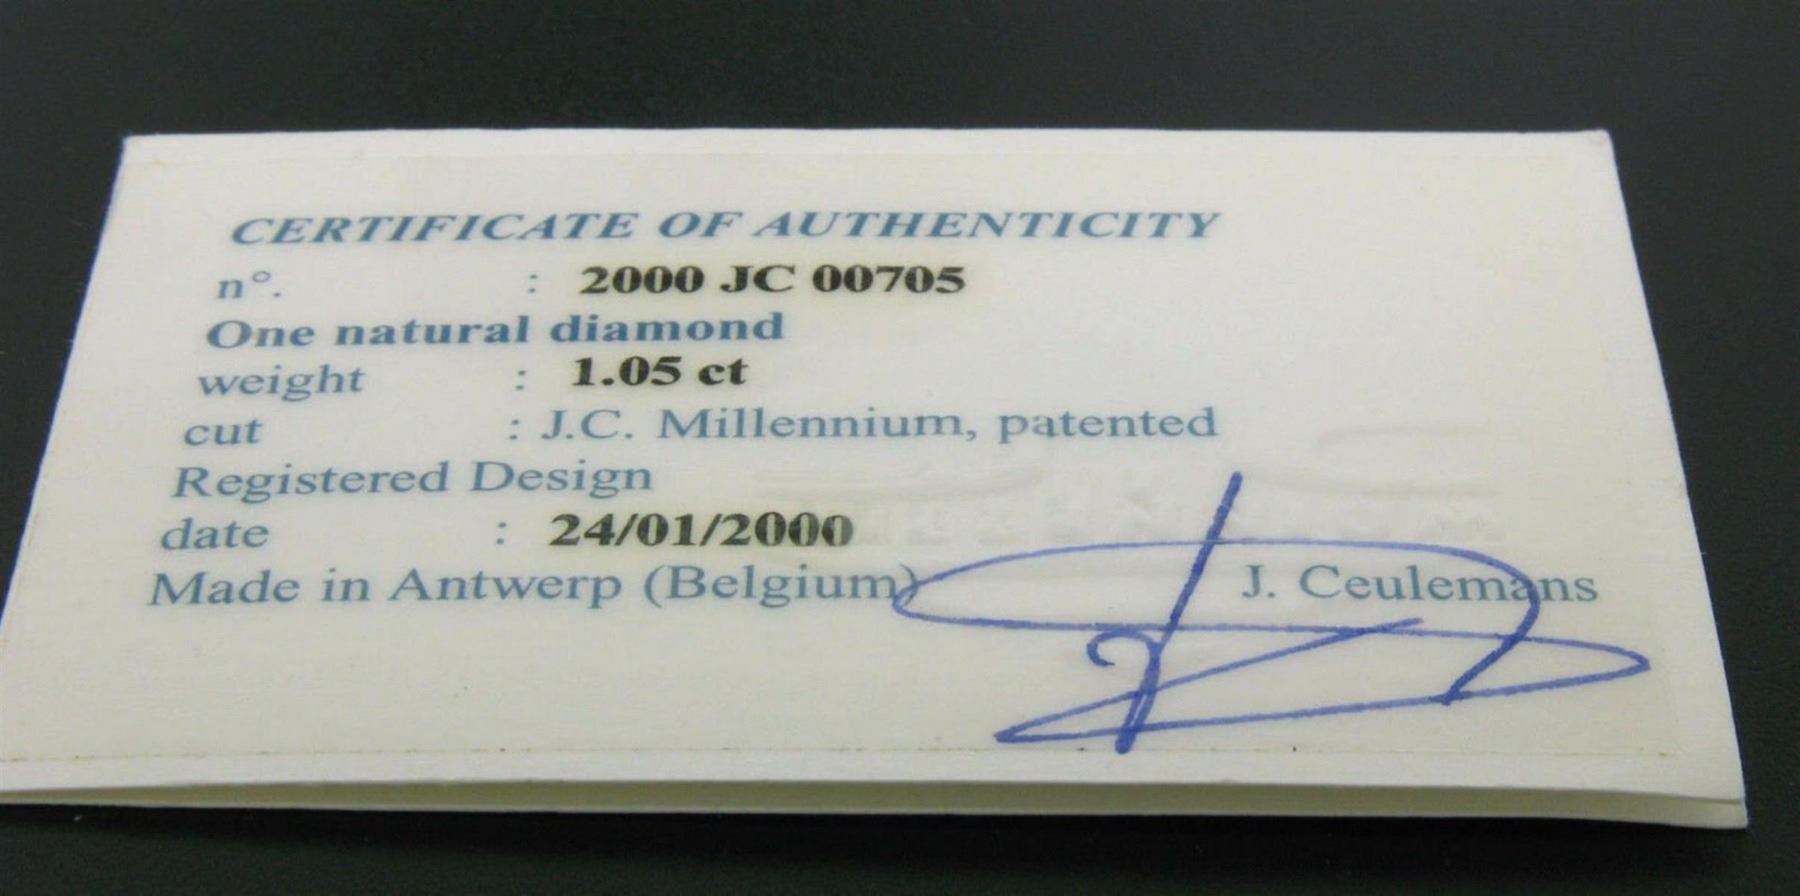 CERTIFICATE OF AUTHENTICITY
n°. : 2000 JC 00705
One natural diamond
weight : 1.05 ct
cut : J.C. Millennium, patented
Registered Design
date : 24/01/2000
Made in Antwerp (Belgium) J. Ceulemans